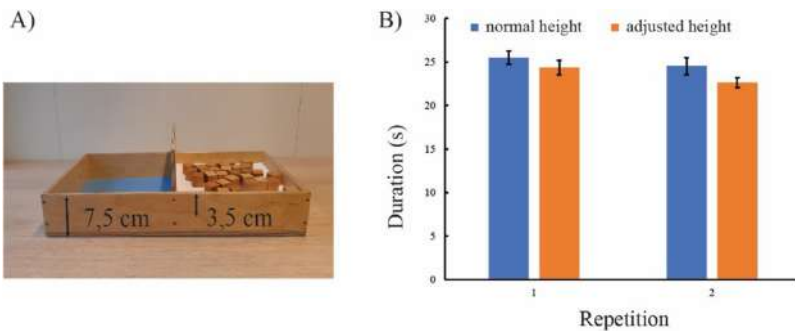 A)
7,5 cm
3,5 cm
B)
normal height
adjusted height
30
25
20
15
10
5
0
Duration (s)
1
2
Repetition